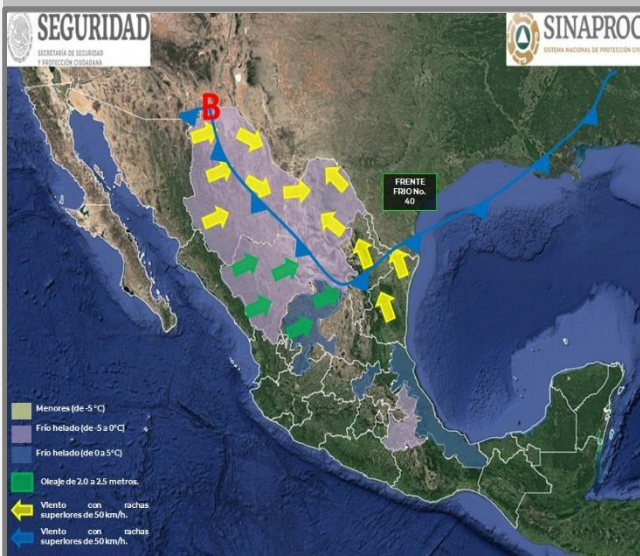 SEGURIDAD
SECRETARÍA DE SEGURIDAD
Y PROTECCIÓN CIUDADANA
SINAPROC
SISTEMA NACIONAL DE PROTECCIÓN CIVI
B
FRENTE
FRIO No.
40
Menores (de -5 °C)
Frío helado (de -5 a 0°C)
Frío helado (de 0 a 5°C)
Oleaje de 2.0 a 2.5 metros.
Viento con rachas
superiores de 50 km/h.
Viento con rachas
superiores de 50 km/h.